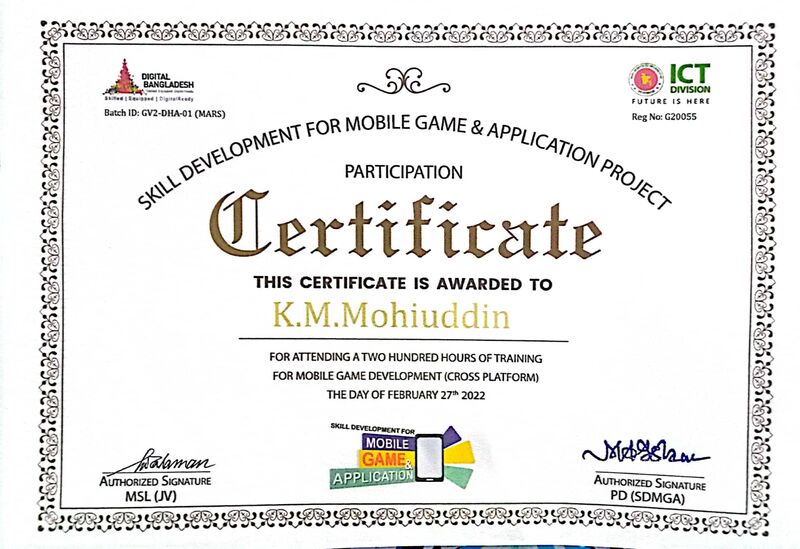 DIGITAL
BANGLADESH
Skilled | Equipped | DigitalReady
Batch ID: GV2-DHA-01 (MARS)
ICT
DIVISION
FUTURE IS HERE
Reg No: G20055
SKILL DEVELOPMENT FOR MOBILE GAME & APPLICATION PROJECT
PARTICIPATION
Certificate
THIS CERTIFICATE IS AWARDED TO
K.M.Mohiuddin
FOR ATTENDING A TWO HUNDRED HOURS OF TRAINING
FOR MOBILE GAME DEVELOPMENT (CROSS PLATFORM)
THE DAY OF FEBRUARY 27th 2022
SKILL DEVELOPMENT FOR
MOBILE
GAME &
APPLICATION
AUTHORIZED SIGNATURE
MSL (JV)
AUTHORIZED SIGNATURE
PD (SDMGA)